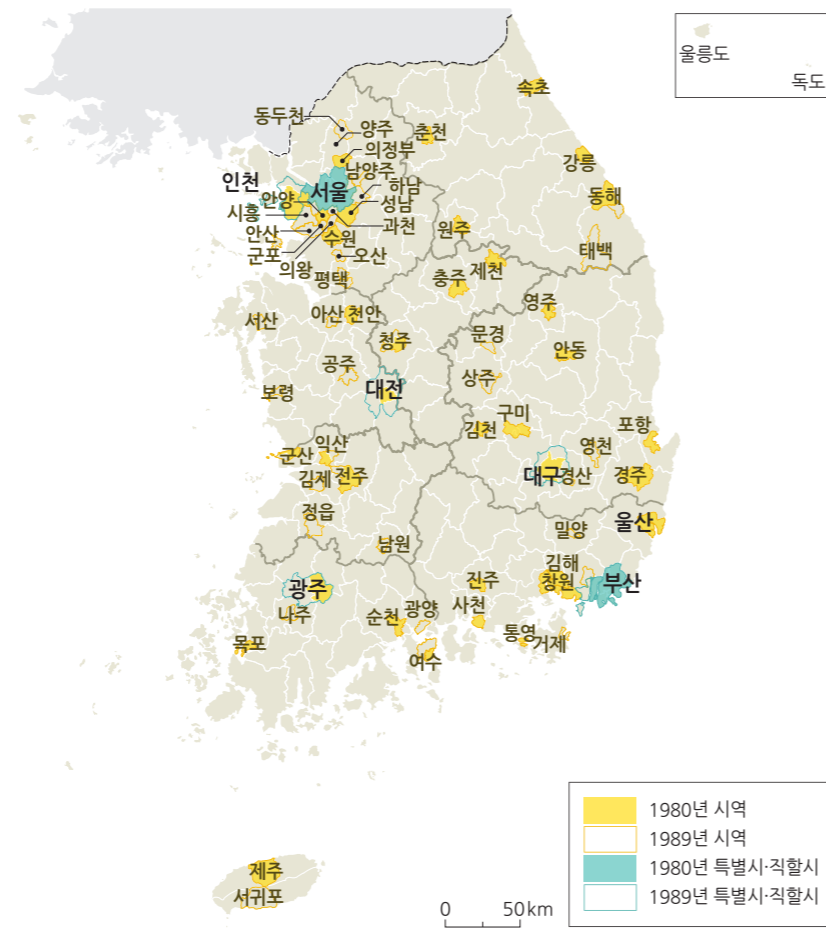 울릉도
독도
속초
동두천
양주
춘천
의정부
강릉
남양주
인천
서울
하남
동해
안양
성남
시흥
과천
원주
안산
수원
군포
태백
의왕
오산
제천
평택
충주
영주
아산
천안
서산
문경
청주
안동
공주
상주
대전
보령
구미
포항
김천
익산
영천
군산
대구
경산
경주
김제
전주
정읍
울산
밀양
남원
김해
진주
창원
부산
광주
사천
나주
순천
광양
통영
거제
목포
여수
제주
서귀포
1980년 시역
1989년 시역
1980년 특별시·직할시
1989년 특별시·직할시
0 50km